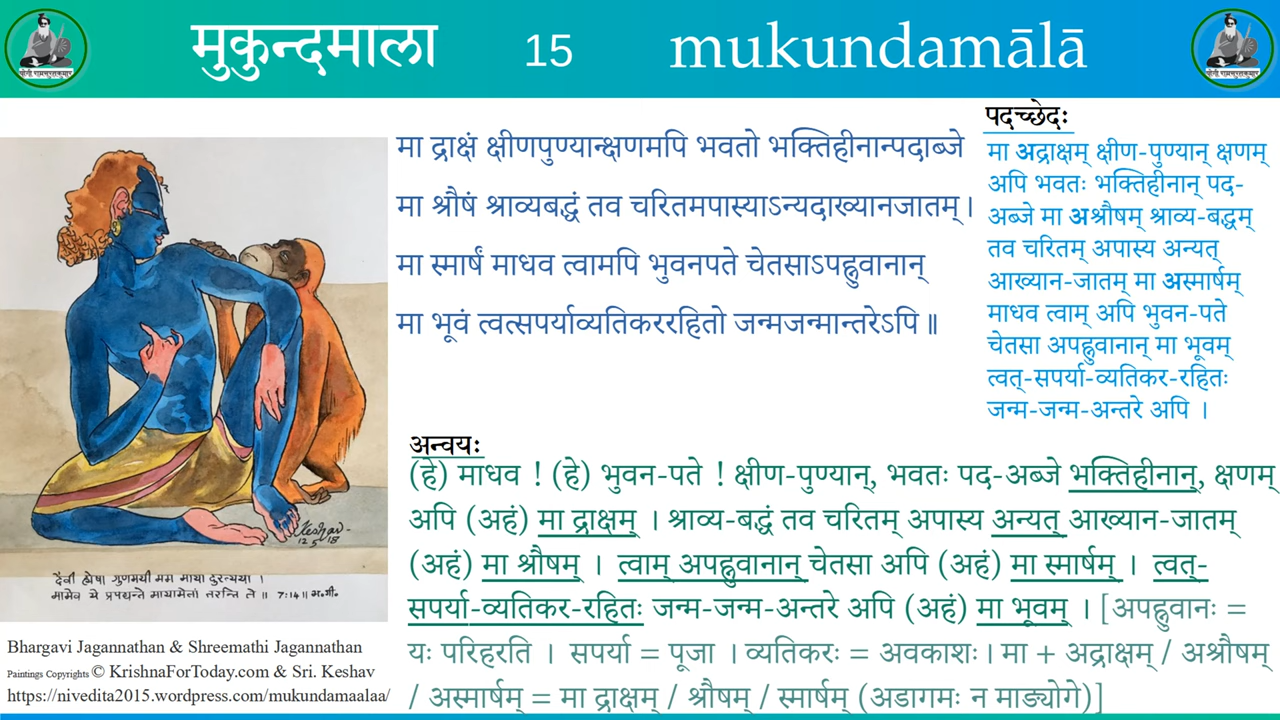 मुकुन्दमाला 15 mukundamālā
योगी रामसुरतकुमार
योगी रामसुरतकुमार
मा द्राक्षं क्षीणपुण्यान्क्षणमपि भवतो भक्तिहीनान्पदाब्जे
मा श्रौषं श्राव्यबद्धं तव चरितमपास्याऽन्यदाख्यानजातम् ।
मा स्मार्षं माधव त्वामपि भुवनपते चेतसाऽपह्नुवानान्
मा भूवं त्वत्सपर्याव्यतिकररहितो जन्मजन्मान्तरेऽपि ॥
पदच्छेदः
मा अद्राक्षम् क्षीण-पुण्यान् क्षणम्
अपि भवतः भक्तिहीनान् पद-
अब्जे मा अश्रौषम् श्राव्य-बद्धम्
तव चरितम् अपास्य अन्यत्
आख्यान-जातम् मा अस्मार्षम्
माधव त्वाम् अपि भुवन-पते
चेतसा अपह्नुवानान् मा भूवम्
त्वत्-सपर्या-व्यतिकर-रहितः
जन्म-जन्म-अन्तरे अपि ।
अन्वयः
(हे) माधव ! (हे) भुवन-पते ! क्षीण-पुण्यान्, भवतः पद-अब्जे भक्तिहीनान्, क्षणम्
अपि (अहं) मा द्राक्षम् । श्राव्य-बद्धं तव चरितम् अपास्य अन्यत् आख्यान-जातम्
(अहं) मा श्रौषम् । त्वाम् अपह्नुवानान् चेतसा अपि (अहं) मा स्मार्षम् । त्वत्-
सपर्या-व्यतिकर-रहितः जन्म-जन्म-अन्तरे अपि (अहं) मा भूवम् । [अपह्नुवानः =
यः परिहरति । सपर्या = पूजा । व्यतिकरः = अवकाशः। मा + अद्राक्षम् / अश्रौषम्
/ अस्मार्षम् = मा द्राक्षम् / श्रौषम् / स्मार्षम् (अडागमः न माङ्योगे)]
Keshav-
12 5 18
दैवी ह्येषा गुणमयी मम माया दुरत्यया ।
मामेव ये प्रपद्यन्ते मायामेतां तरन्ति ते ॥ 7:14 ॥ भ.गी.
Bhargavi Jagannathan & Shreemathi Jagannathan
Paintings Copyrights © KrishnaForToday.com & Sri. Keshav
https://nivedita2015.wordpress.com/mukundamaalaa/